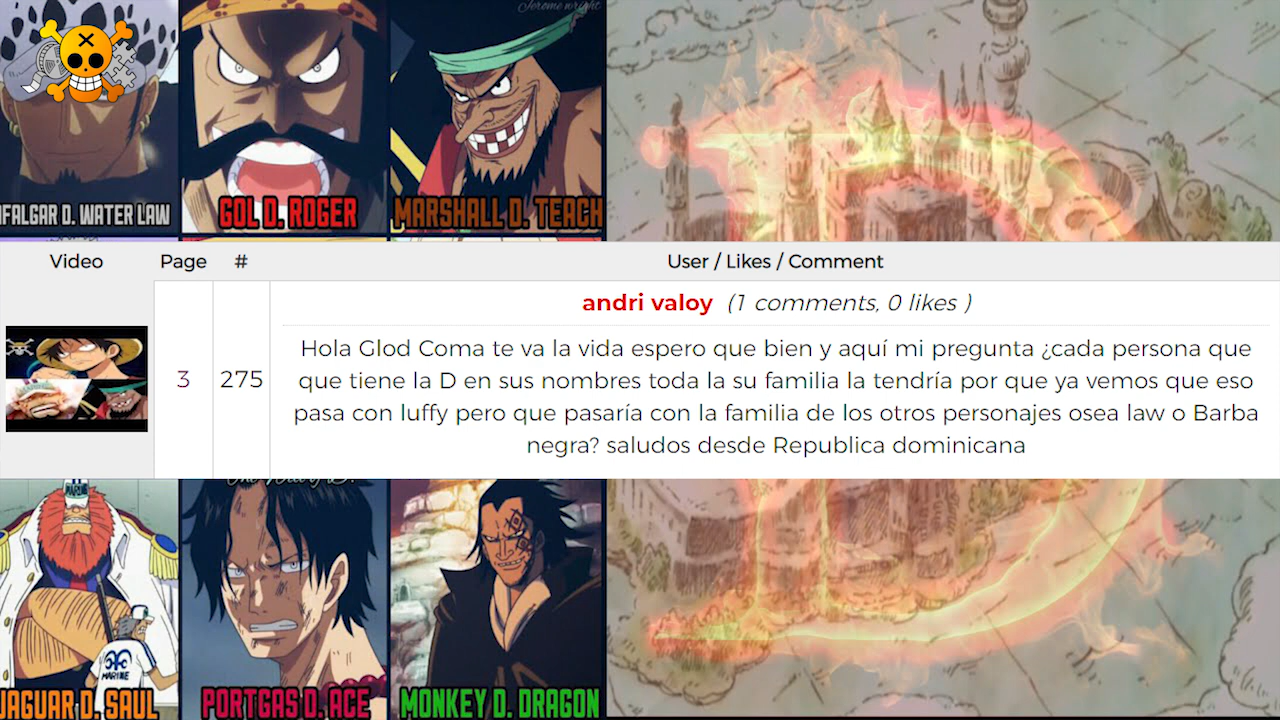 Jerome wright
FALGAR D. WATER LAW
GOL D. ROGER
MARSHALL D. TEACH
Video Page # User / Likes / Comment
andri valoy (1 comments, 0 likes )
3 275
Hola Glod Coma te va la vida espero que bien y aquí mi pregunta ¿cada persona que
que tiene la D en sus nombres toda la su familia la tendría por que ya vemos que eso
pasa con luffy pero que pasaría con la familia de los otros personajes osea law o Barba
negra? saludos desde Republica dominicana
MARINE
JAGUAR D. SAUL
PORTGAS D. ACE
MONKEY D. DRAGON